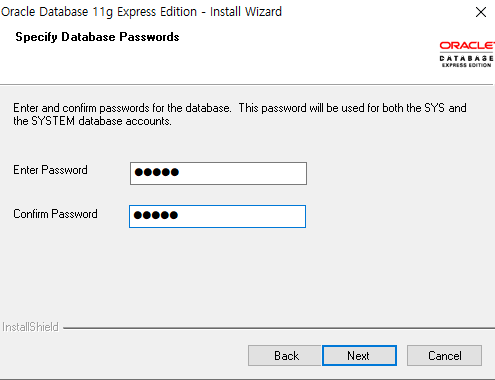 Oracle Database 11g Express Edition - Install Wizard
Specify Database Passwords
ORACLE
DATABASE
EXPRESS EDITION
Enter and confirm passwords for the database. This password will be used for both the SYS and
the SYSTEM database accounts.
Enter Password ●●●●●
Confirm Password ●●●●●
InstallShield
Back Next Cancel